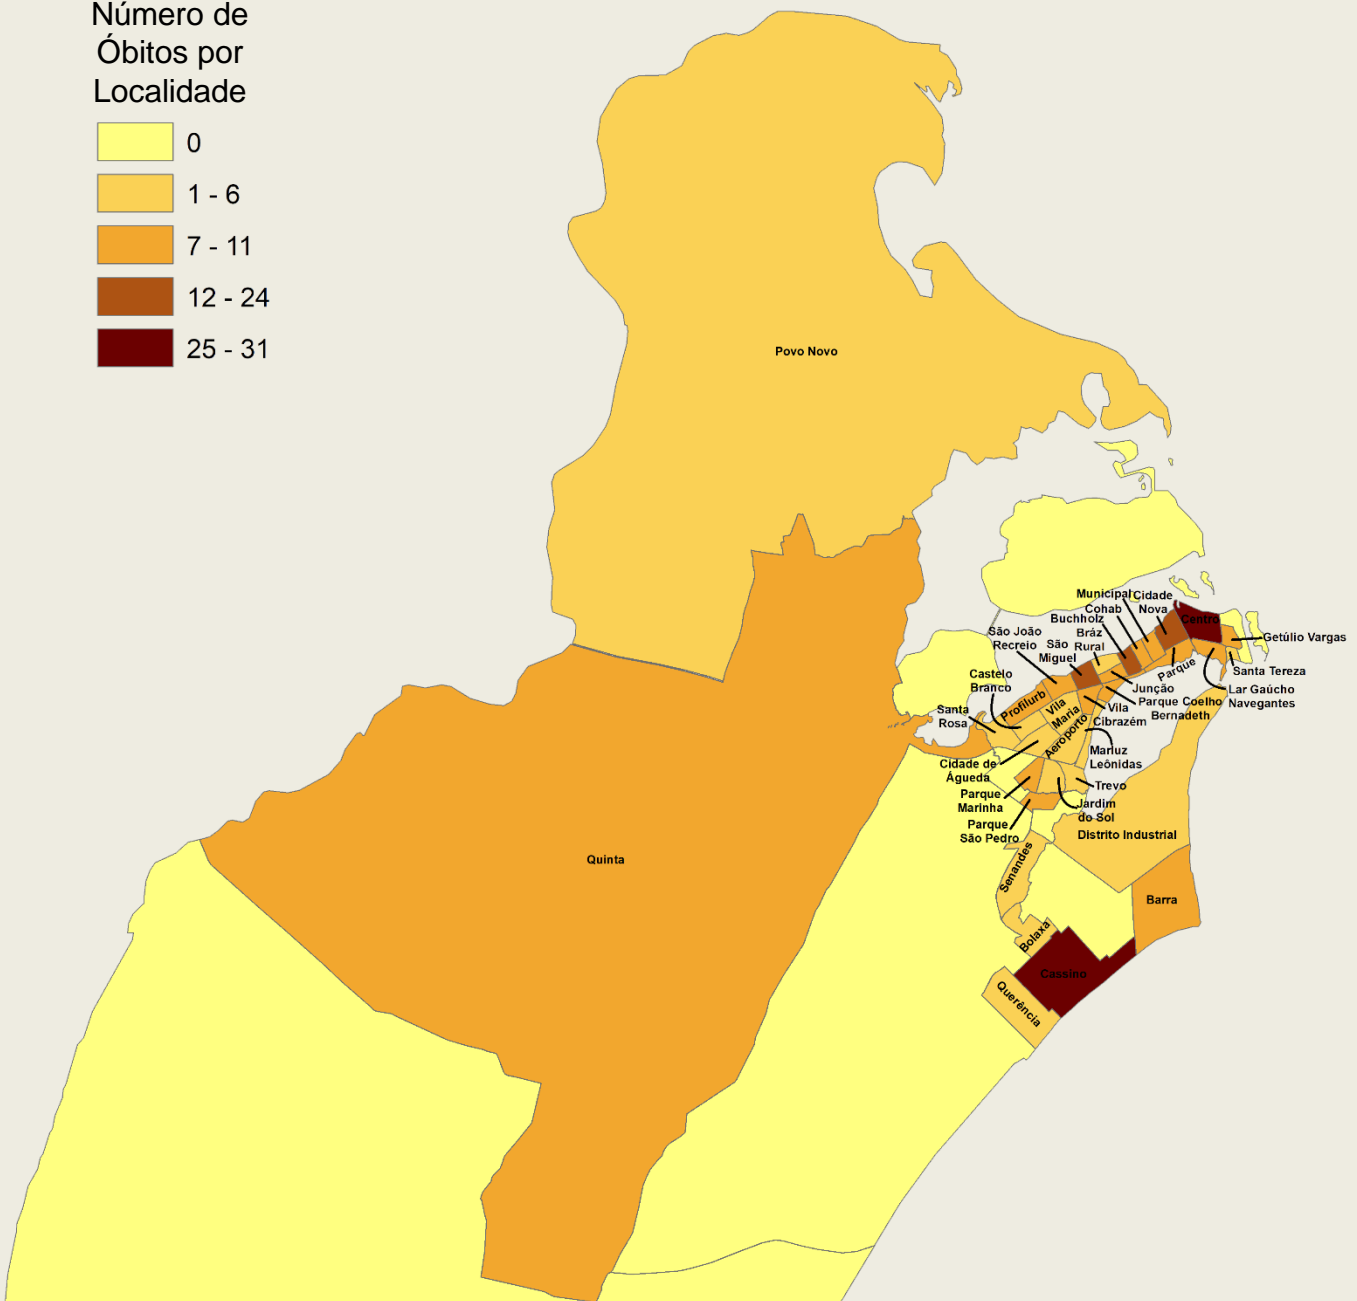 Número de
Óbitos por
Localidade
0
1 - 6
7 - 11
12 - 24
25 - 31
Povo Novo
Municipal
Cidade
Nova
Cohab
Buchholz
Centro
São João
Recreio
Bráz
Rural
São
Miguel
Getúlio Vargas
Castelo
Branco
Parque
Santa Tereza
Junção
Lar Gaúcho
Navegantes
Profilurb
Vila
Maria
Parque Coelho
Bernadeth
Santa
Rosa
Vila
Cibrazém
Aeroporto
Marluz
Leônidas
Cidade de
Águeda
Trevo
Parque
Marinha
Jardim
do Sol
Parque
São Pedro
Distrito Industrial
Quinta
Senandes
Barra
Bolaxa
Cassino
Querência